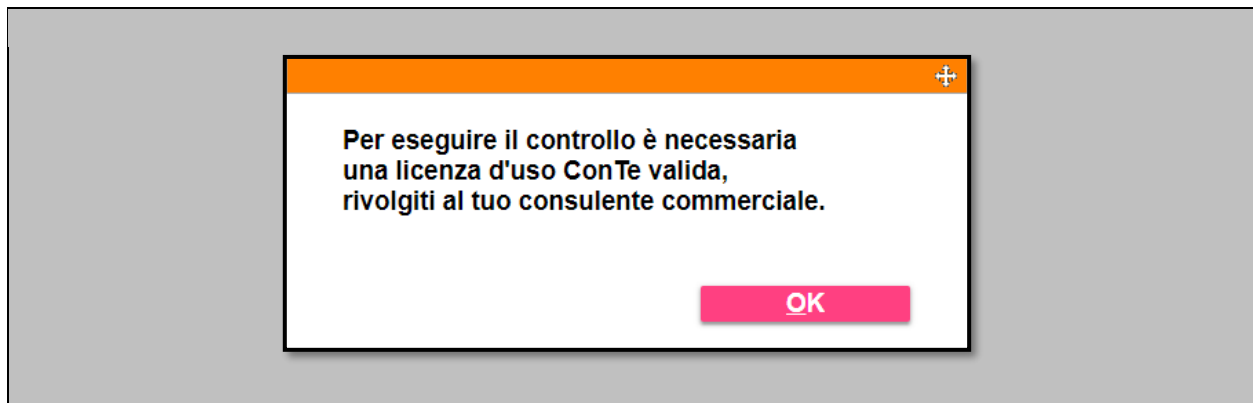 Per eseguire il controllo è necessaria
una licenza d'uso ConTe valida,
rivolgiti al tuo consulente commerciale.
OK